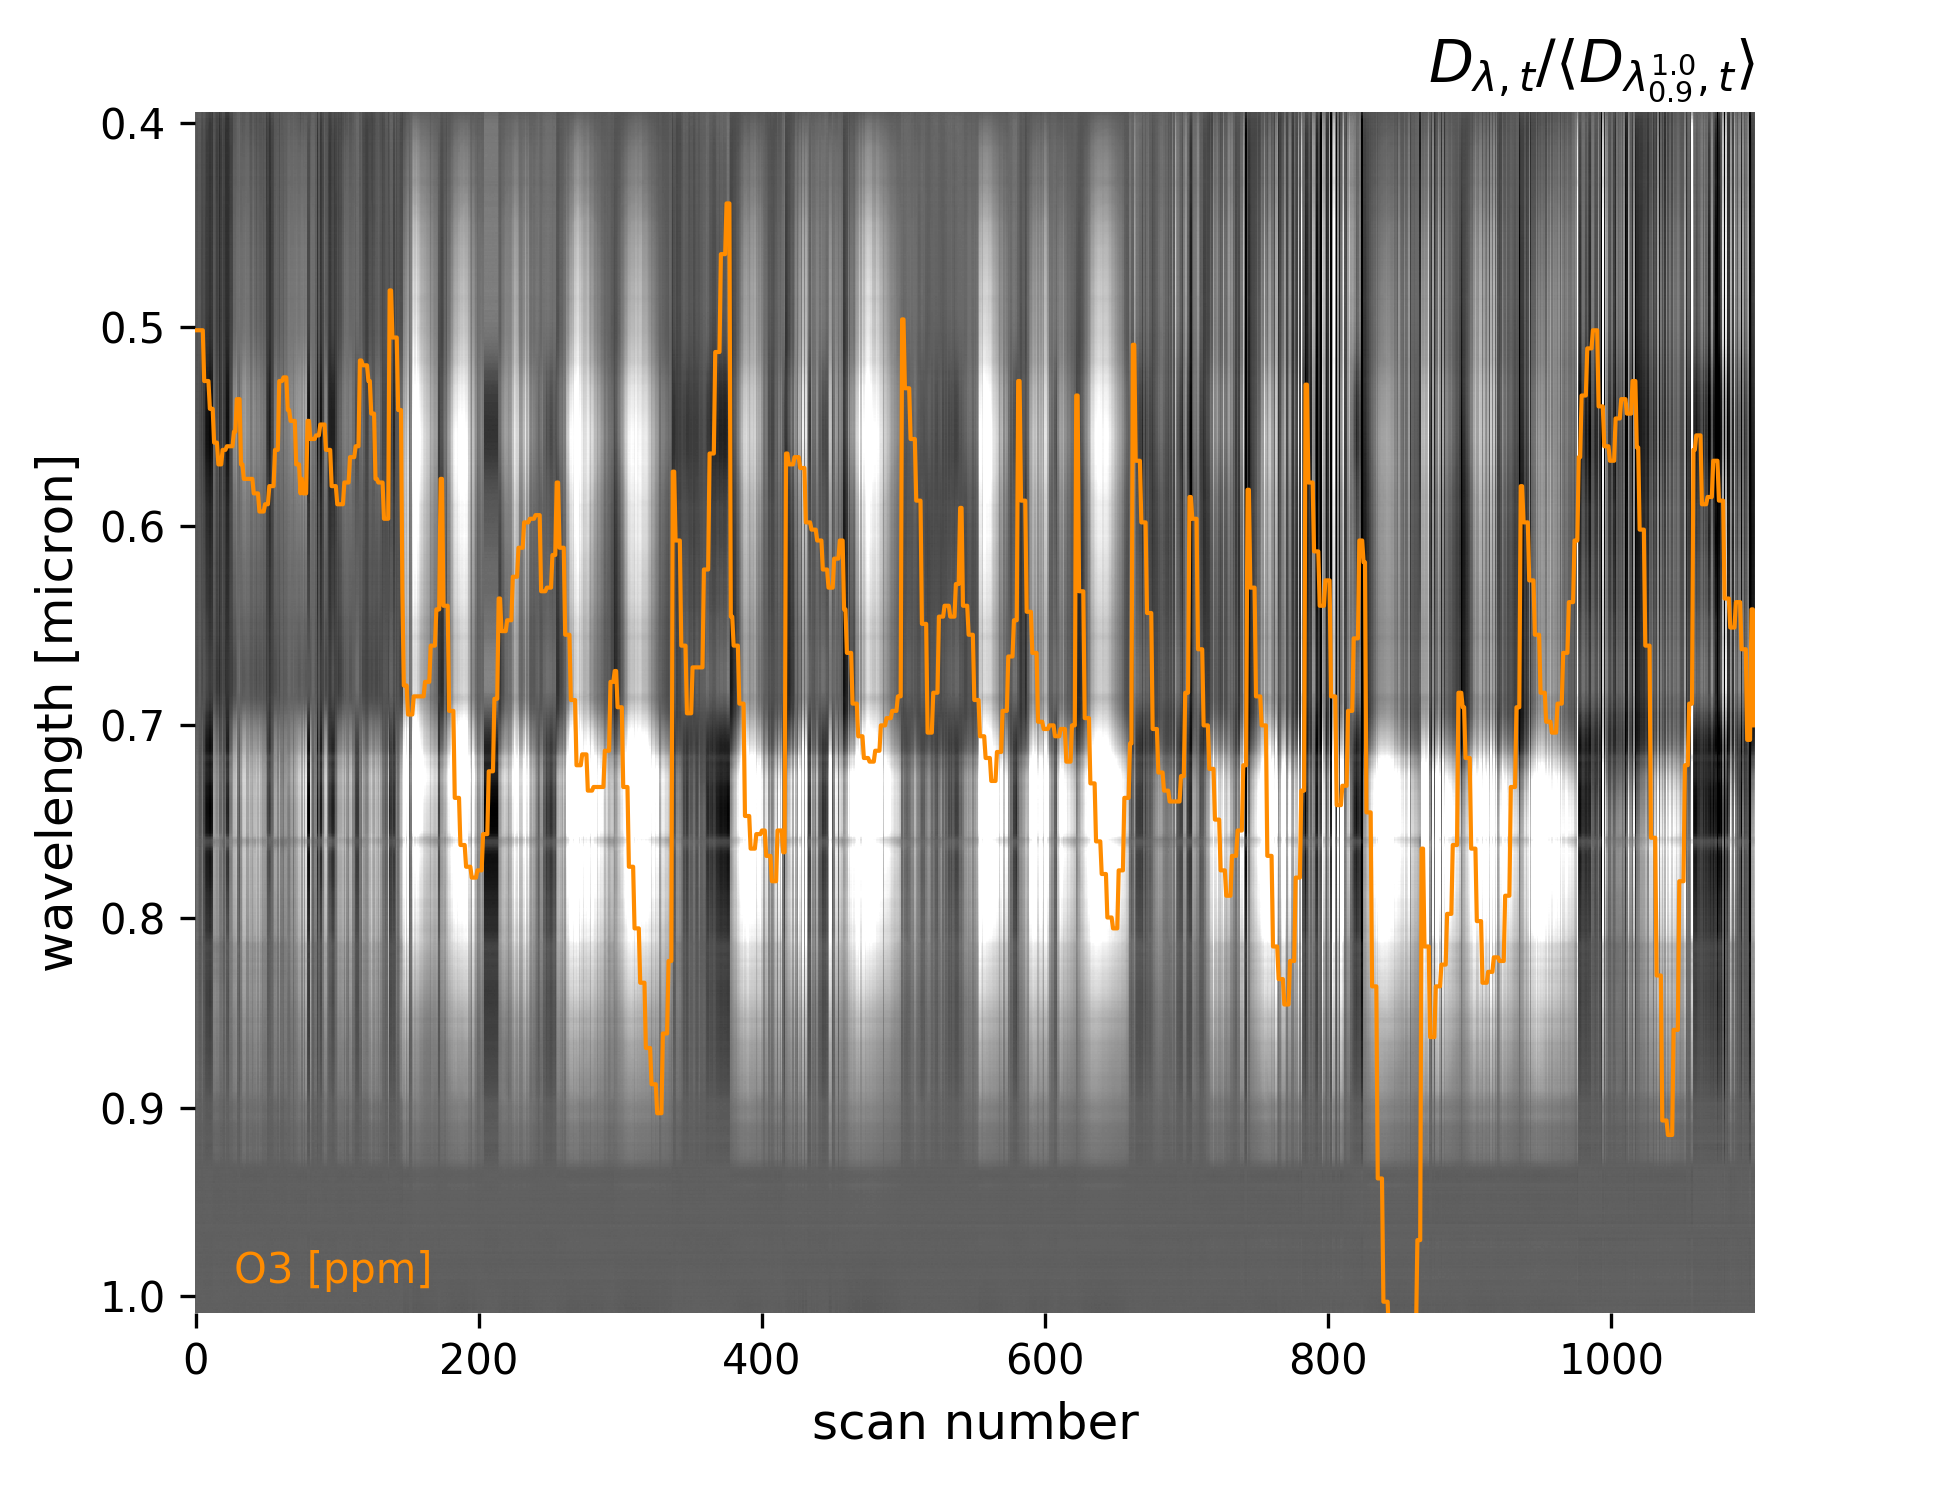 D_{λ,t}/⟨D_{λ_{0.9}^{1.0},t}⟩
0.4
0.5
0.6
0.7
0.8
0.9
1.0
wavelength [micron]
O3 [ppm]
0 200 400 600 800 1000
scan number